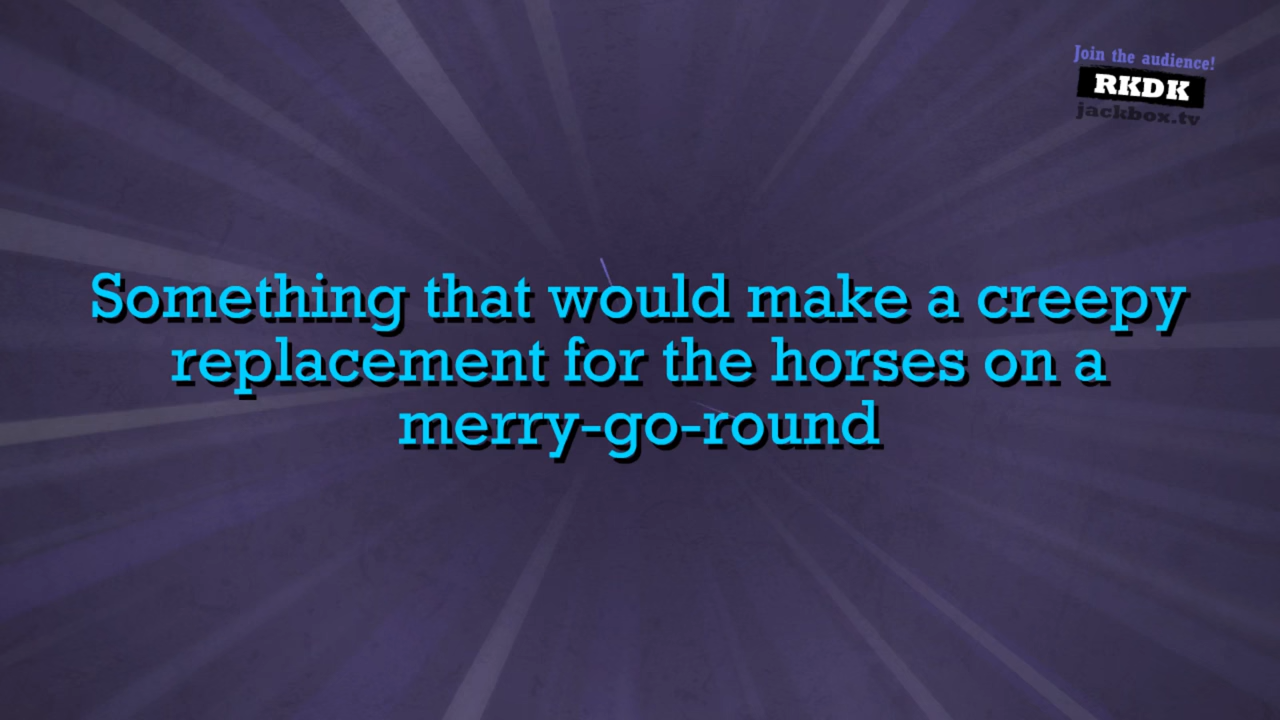 Join the audience!
RKDK
jackbox.tv
Something that would make a creepy
replacement for the horses on a
merry-go-round